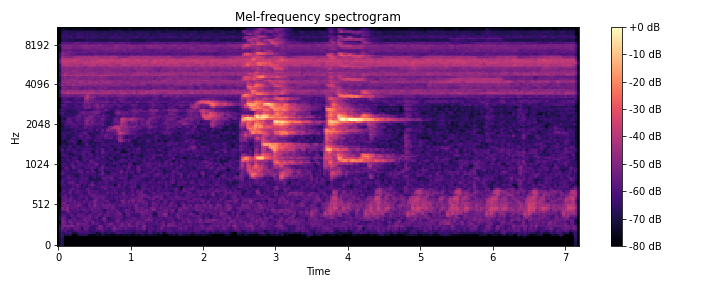 Mel-frequency spectrogram
+0 dB
8192
-10 dB
4096
-20 dB
-30 dB
Hz
2048
-40 dB
1024
-50 dB
512
-60 dB
-70 dB
0
-80 dB
0 1 2 3 4 5 6 7
Time